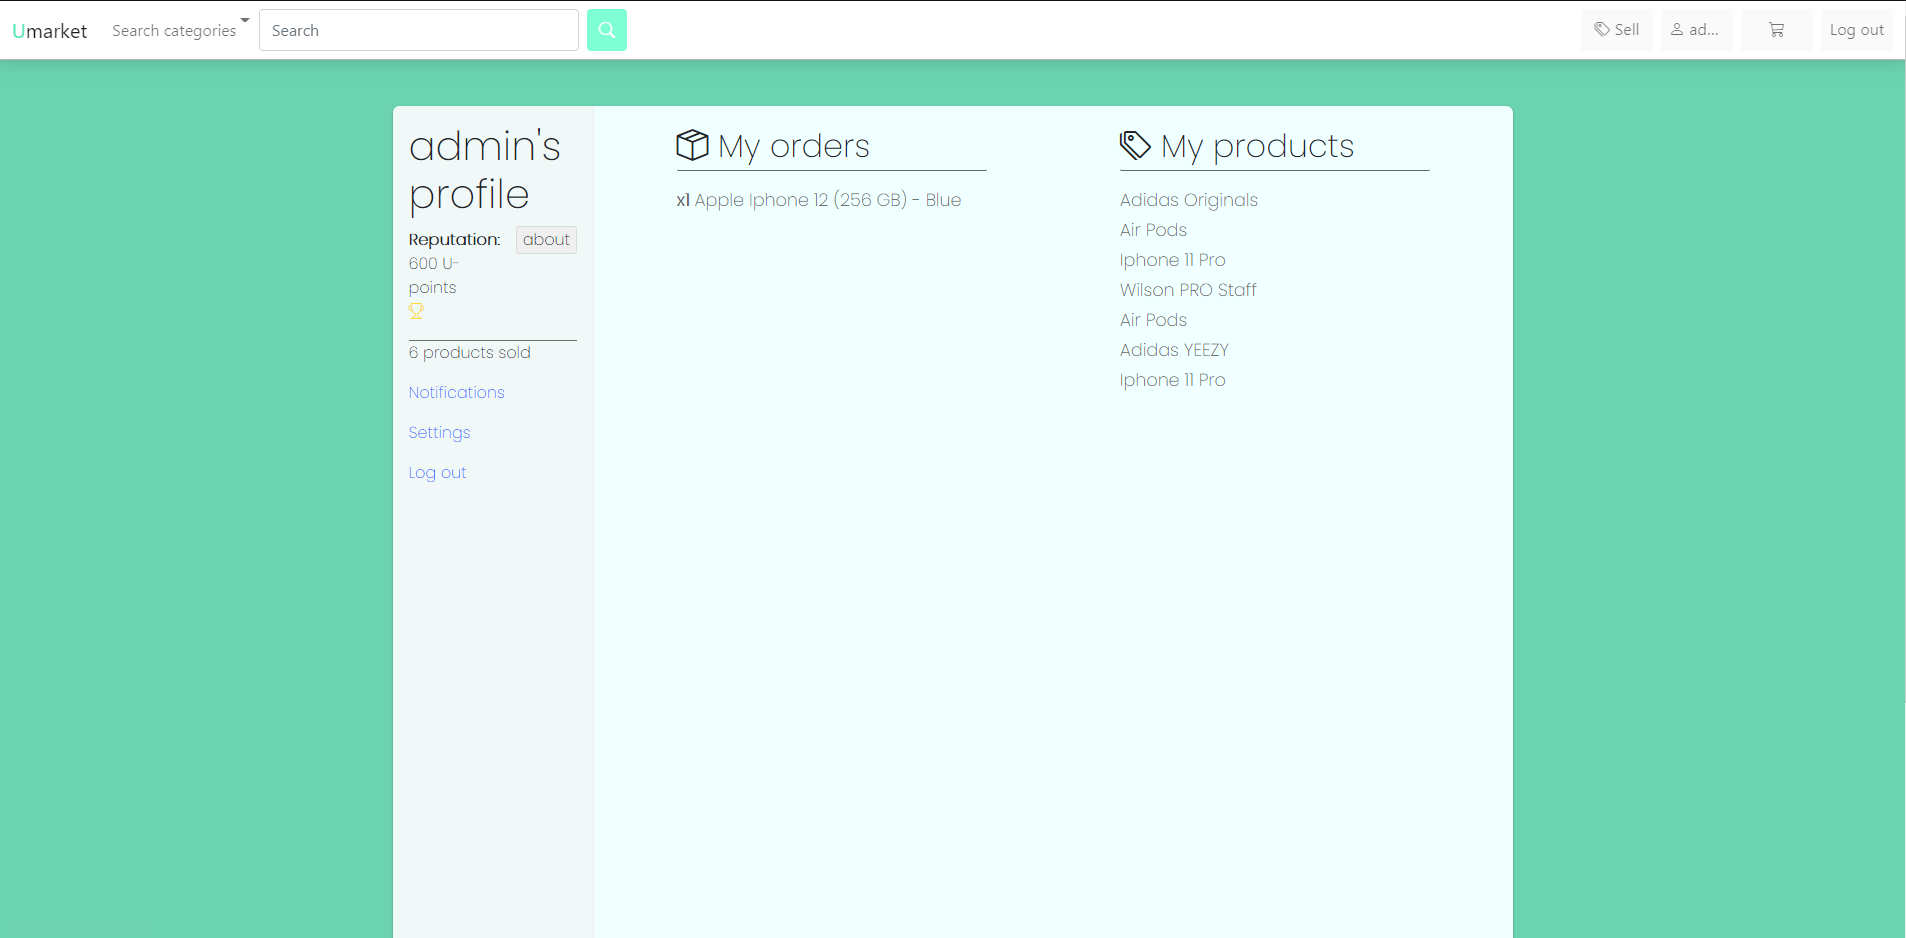 Umarket
Search categories
Search
Sell
ad...
Log out
admin's
profile
Reputation:
about
600 U-
points
6 products sold
Notifications
Settings
Log out
My orders
x1 Apple Iphone 12 (256 GB) - Blue
My products
Adidas Originals
Air Pods
Iphone 11 Pro
Wilson PRO Staff
Air Pods
Adidas YEEZY
Iphone 11 Pro